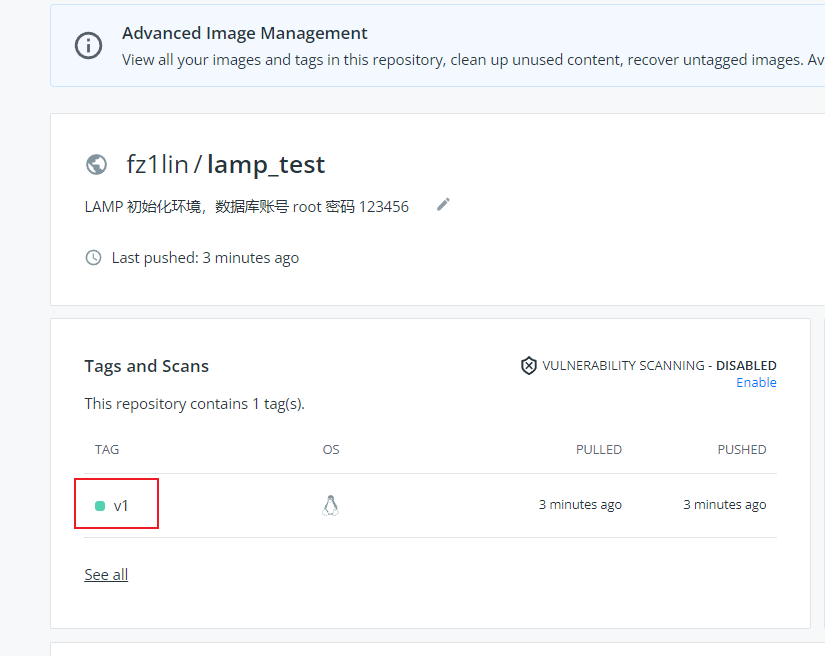 Advanced Image Management
View all your images and tags in this repository, clean up unused content, recover untagged images. Av
fz1lin / lamp_test
LAMP 初始化环境，数据库账号 root 密码 123456
Last pushed: 3 minutes ago
Tags and Scans
VULNERABILITY SCANNING - DISABLED
Enable
This repository contains 1 tag(s).
TAG OS PULLED PUSHED
v1 3 minutes ago 3 minutes ago
See all